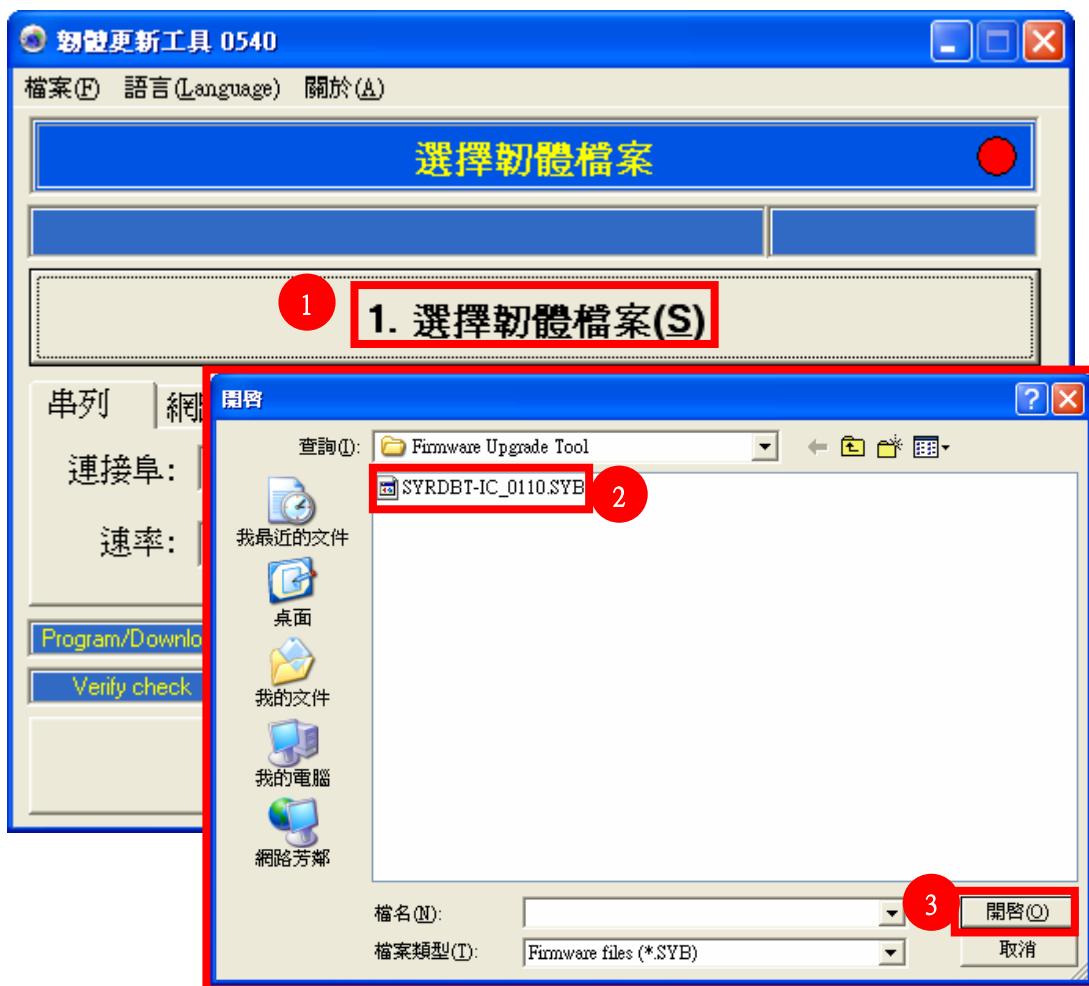 韌體更新工具 0540
檔案(F) 語言(Language) 關於(A)
選擇韌體檔案
1
1. 選擇韌體檔案(S)
串列
連接阜:
速率:
Program/Downlo
Verify check
開啓
查詢(I): Firmware Upgrade Tool
SYRDBT-IC_0110.SYB
2
我最近的文件
桌面
我的文件
我的電腦
網路芳鄰
檔名(N):
3
開啓(O)
檔案類型(T): Firmware files (*.SYB)
取消